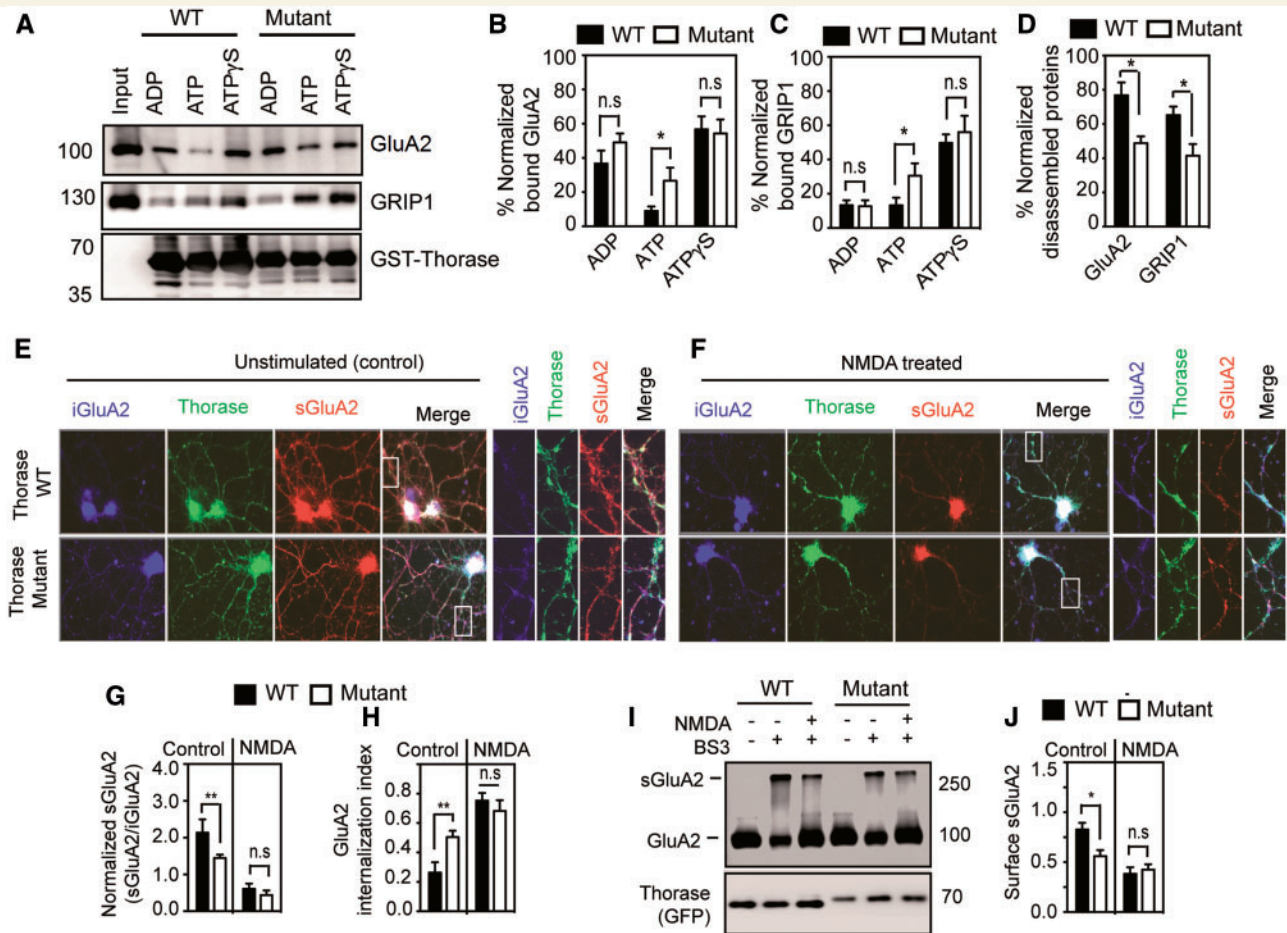 A
WT Mutant
Input ADP ATP ATPγS ADP ATP ATPγS
100 GluA2
130 GRIP1
70 GST-Thorase
35
B
WT Mutant
% Normalized
bound GluA2
100
80
60
40
20
0
n.s * n.s
ADP ATP ATPγS
C
% Normalized
bound GRIP1
100
80
60
40
20
0
n.s * n.s
ADP ATP ATPγS
D
WT Mutant
% Normalized
disassembled proteins
100
80
60
40
20
0
* *
GluA2 GRIP1
E
Unstimulated (control)
iGluA2 Thorase sGluA2 Merge
iGluA2 Thorase sGluA2 Merge
Thorase
WT
Thorase
Mutant
F
NMDA treated
iGluA2 Thorase sGluA2 Merge
iGluA2 Thorase sGluA2 Merge
WT Mutant
G
Control NMDA
Normalized sGluA2
(sGluA2/iGluA2)
4.0
3.0
2.0
1.0
0.0
** n.s
H
Control NMDA
GluA2
internalization index
1.0
0.8
0.6
0.4
0.2
0.0
** n.s
I
WT Mutant
NMDA - - + - - +
BS3 - + + - + +
sGluA2 – 250
GluA2 – 100
Thorase 70
(GFP)
J
WT Mutant
Control NMDA
Surface sGluA2
1.5
1.0
0.5
0.0
* n.s